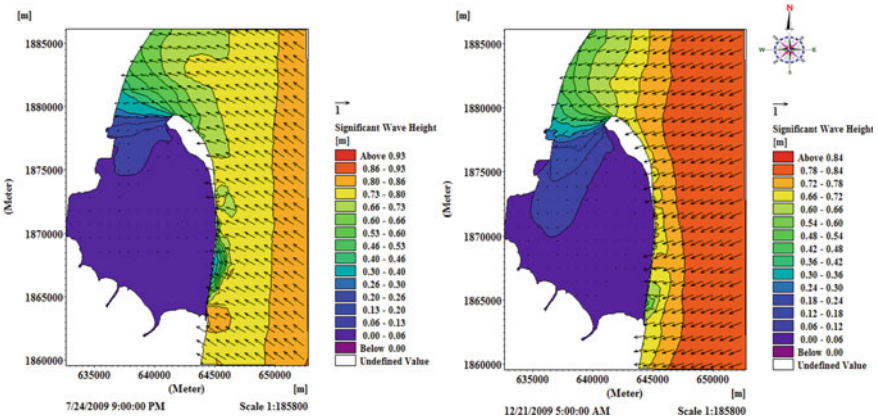 [m]
1885000
1880000
1875000
(Meter)
1870000
1865000
1860000
635000
640000
645000
650000
(Meter)
[m]
7/24/2009 9:00:00 PM
Scale 1:185800
1
Significant Wave Height
[m]
Above 0.93
0.86 - 0.93
0.80 - 0.86
0.73 - 0.80
0.66 - 0.73
0.60 - 0.66
0.53 - 0.60
0.46 - 0.53
0.40 - 0.46
0.30 - 0.40
0.26 - 0.30
0.20 - 0.26
0.13 - 0.20
0.06 - 0.13
0.00 - 0.06
Below 0.00
Undefined Value
[m]
1885000
1880000
1875000
(Meter)
1870000
1865000
1860000
635000
640000
645000
650000
(Meter)
[m]
12/21/2009 5:00:00 AM
Scale 1:185800
N
W
E
S
1
Significant Wave Height
[m]
Above 0.84
0.78 - 0.84
0.72 - 0.78
0.66 - 0.72
0.60 - 0.66
0.54 - 0.60
0.48 - 0.54
0.42 - 0.48
0.36 - 0.42
0.30 - 0.36
0.24 - 0.30
0.18 - 0.24
0.12 - 0.18
0.06 - 0.12
0.00 - 0.06
Below 0.00
Undefined Value